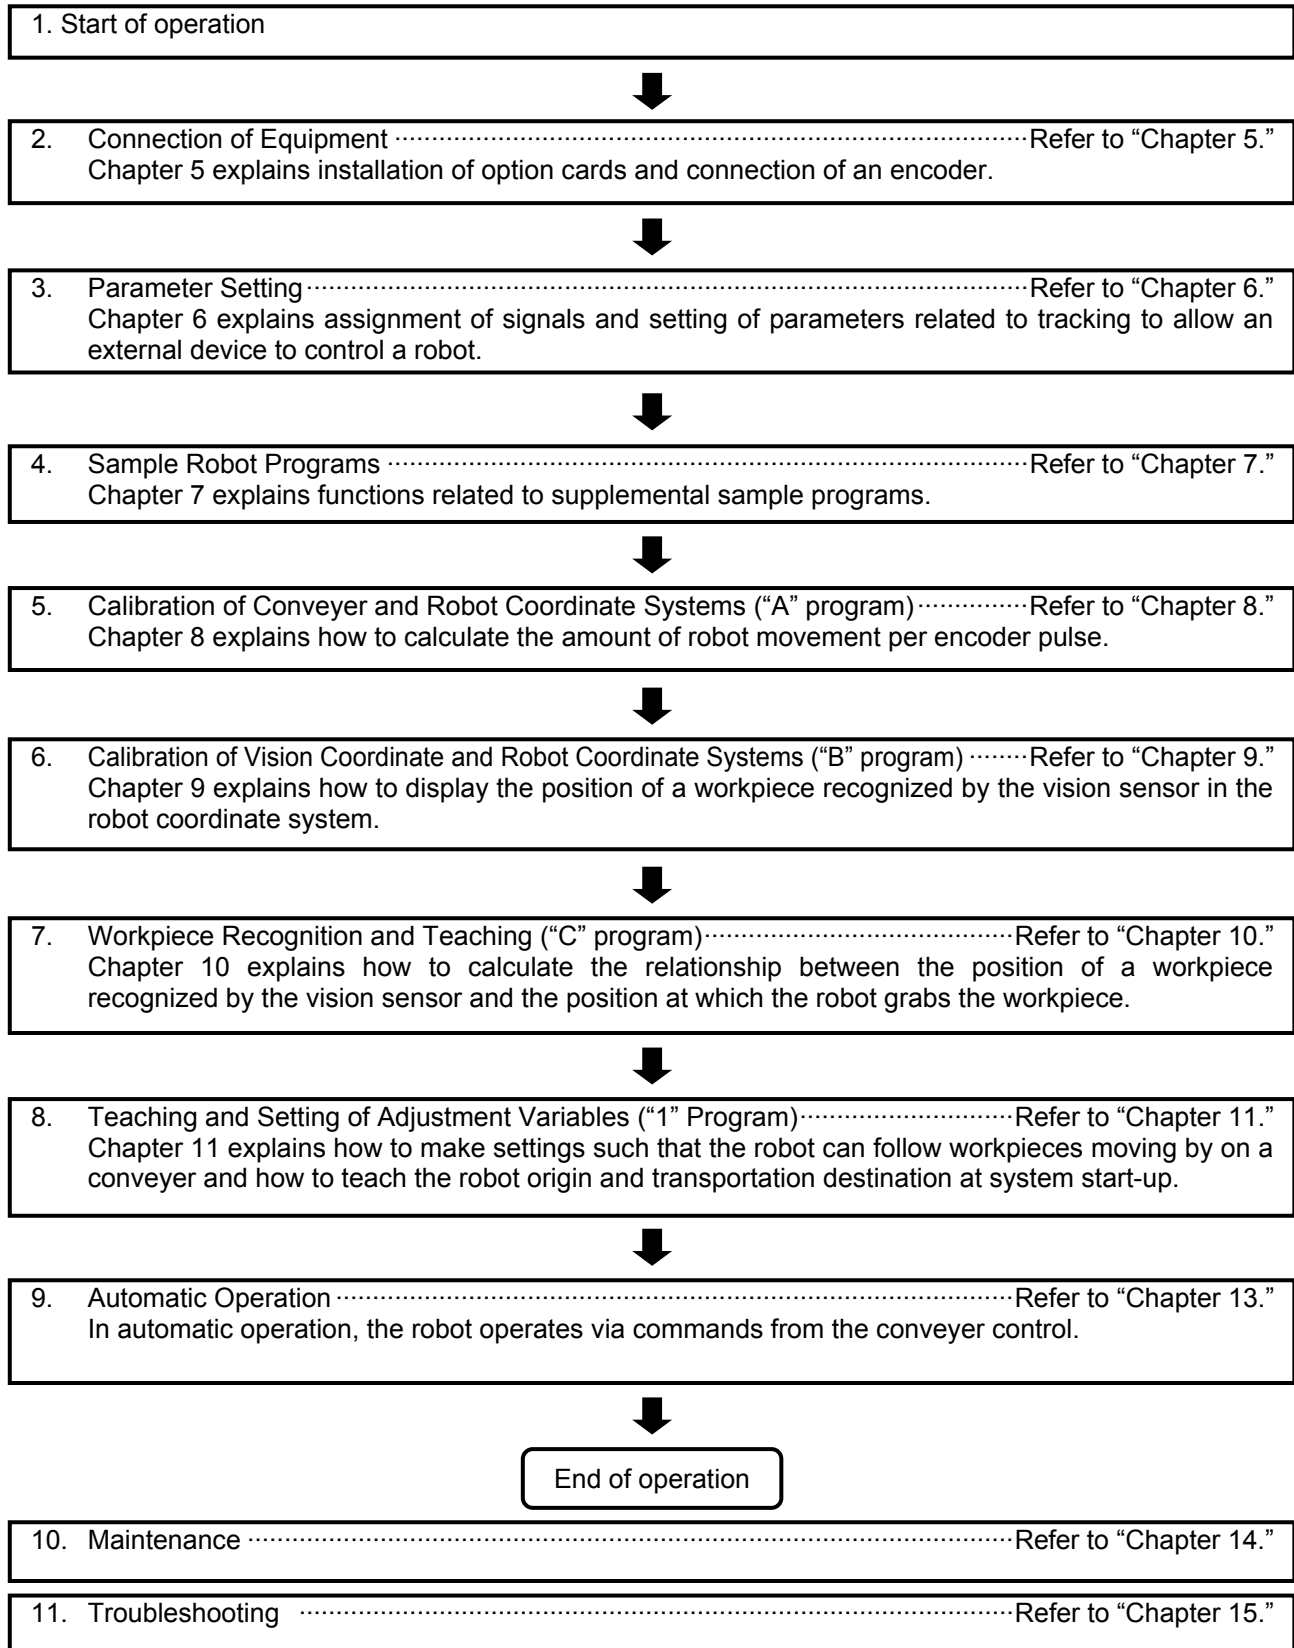 1. Start of operation
2. Connection of Equipment ······ Refer to “Chapter 5.”
Chapter 5 explains installation of option cards and connection of an encoder.
3. Parameter Setting ······ Refer to “Chapter 6.”
Chapter 6 explains assignment of signals and setting of parameters related to tracking to allow an
external device to control a robot.
4. Sample Robot Programs ······ Refer to “Chapter 7.”
Chapter 7 explains functions related to supplemental sample programs.
5. Calibration of Conveyer and Robot Coordinate Systems (“A” program) ······ Refer to “Chapter 8.”
Chapter 8 explains how to calculate the amount of robot movement per encoder pulse.
6. Calibration of Vision Coordinate and Robot Coordinate Systems (“B” program) ······ Refer to “Chapter 9.”
Chapter 9 explains how to display the position of a workpiece recognized by the vision sensor in the
robot coordinate system.
7. Workpiece Recognition and Teaching (“C” program) ······ Refer to “Chapter 10.”
Chapter 10 explains how to calculate the relationship between the position of a workpiece
recognized by the vision sensor and the position at which the robot grabs the workpiece.
8. Teaching and Setting of Adjustment Variables (“1” Program) ······ Refer to “Chapter 11.”
Chapter 11 explains how to make settings such that the robot can follow workpieces moving by on a
conveyer and how to teach the robot origin and transportation destination at system start-up.
9. Automatic Operation ······ Refer to “Chapter 13.”
In automatic operation, the robot operates via commands from the conveyer control.
End of operation
10. Maintenance ······ Refer to “Chapter 14.”
11. Troubleshooting ······ Refer to “Chapter 15.”